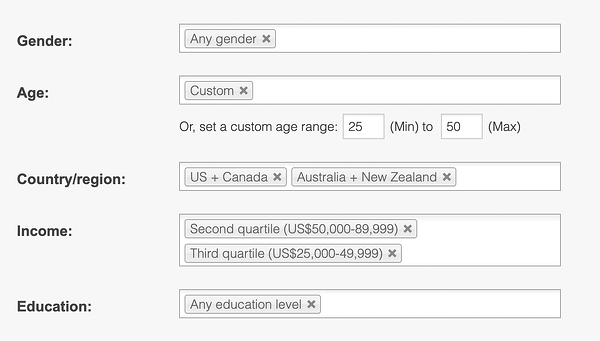 Gender: Any gender ✖
Age: Custom ✖
Or, set a custom age range: 25 (Min) to 50 (Max)
Country/region: US + Canada ✖ Australia + New Zealand ✖
Income: Second quartile (US$50,000-89,999) ✖
Third quartile (US$25,000-49,999) ✖
Education: Any education level ✖